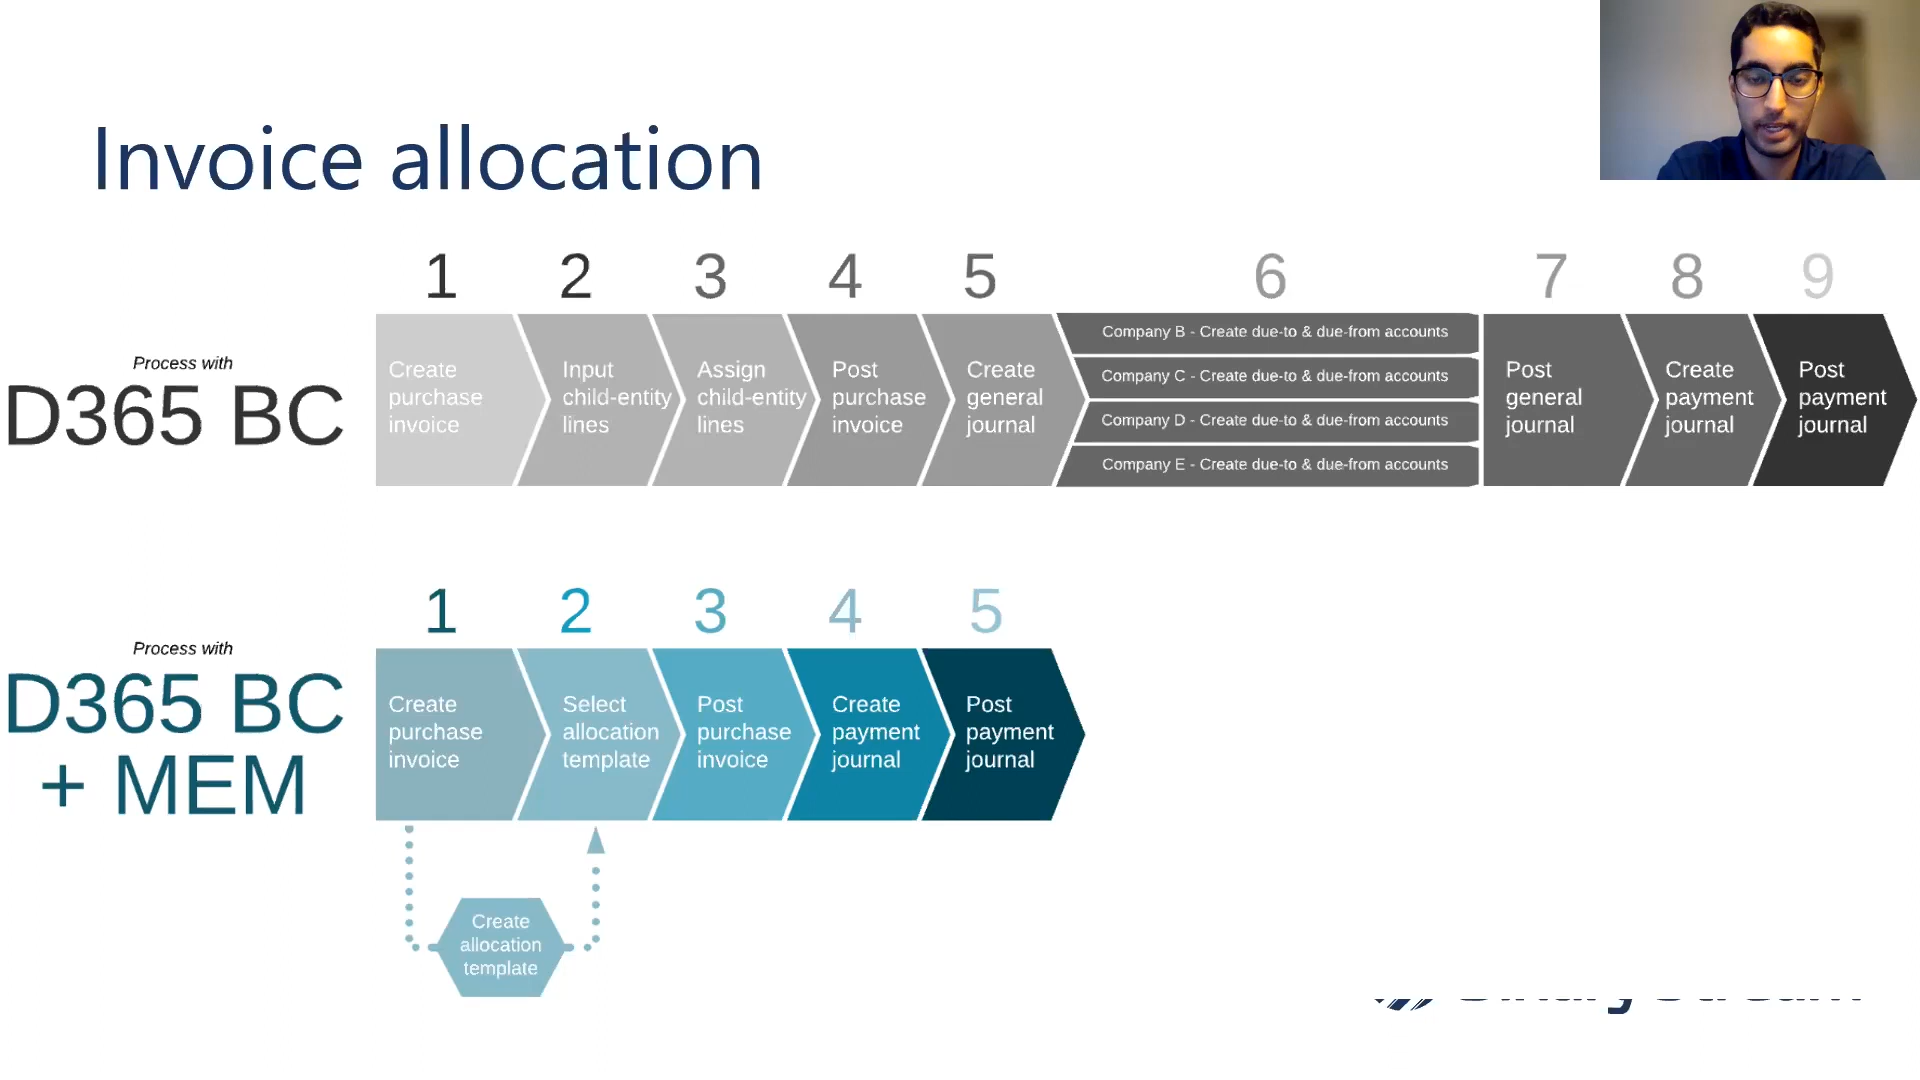 Invoice allocation
1 2 3 4 5 6 7 8 9
Process with
D365 BC
Create
purchase
invoice
Input
child-entity
lines
Assign
child-entity
lines
Post
purchase
invoice
Create
general
journal
Company B - Create due-to & due-from accounts
Company C - Create due-to & due-from accounts
Company D - Create due-to & due-from accounts
Company E - Create due-to & due-from accounts
Post
general
journal
Create
payment
journal
Post
payment
journal
1 2 3 4 5
Process with
D365 BC
+ MEM
Create
purchase
invoice
Select
allocation
template
Post
purchase
invoice
Create
payment
journal
Post
payment
journal
Create
allocation
template